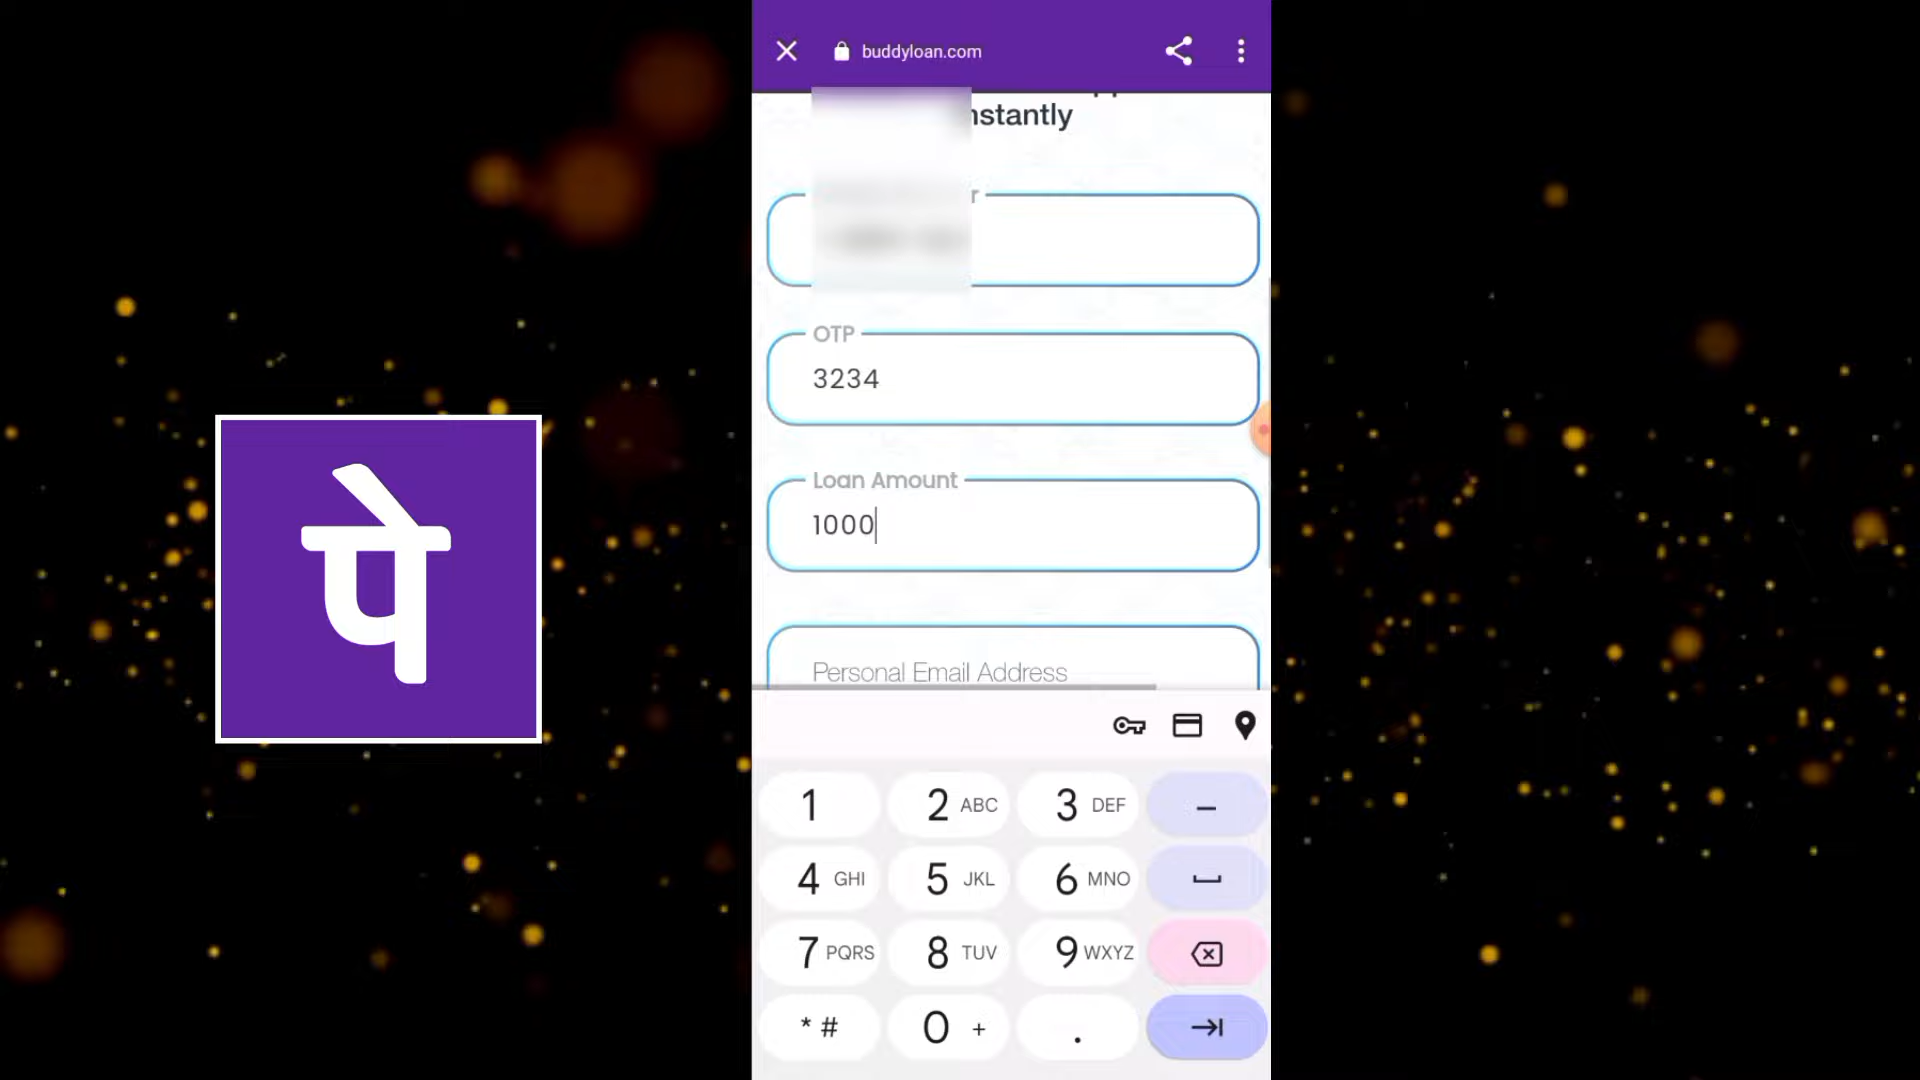 buddyloan.com
nstantly
r
OTP
3234
Loan Amount
1000
Personal Email Address
पे
1
2 ABC
3 DEF
–
4 GHI
5 JKL
6 MNO
7 PQRS
8 TUV
9 WXYZ
* #
0 +
.